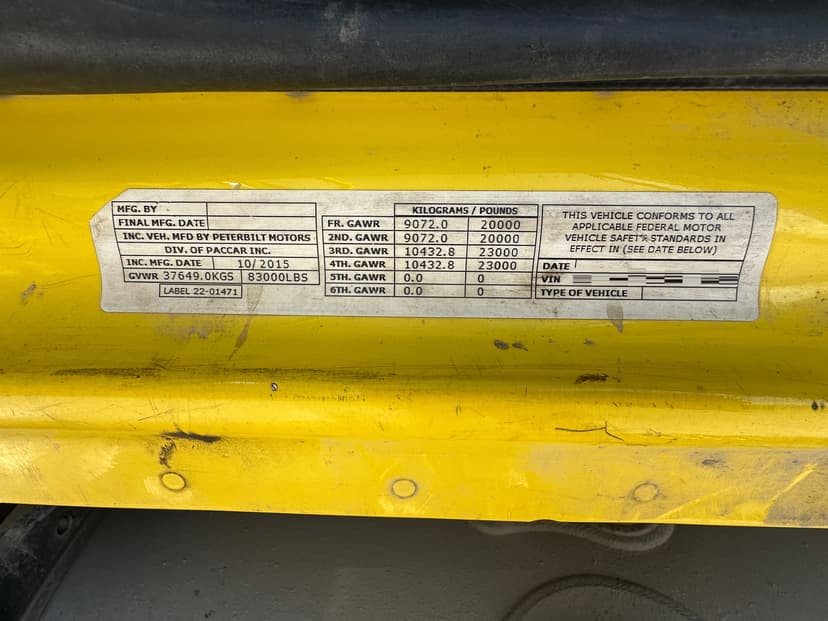 MFG. BY
FINAL MFG. DATE
INC. VEH. MFD BY PETERBILT MOTORS
DIV. OF PACCAR INC.
INC. MFG. DATE 10/2015
GVWR 37649.0KGS 83000LBS
LABEL 22-01471
KILOGRAMS / POUNDS
FR. GAWR 9072.0 20000
2ND. GAWR 9072.0 20000
3RD. GAWR 10432.8 23000
4TH. GAWR 10432.8 23000
5TH. GAWR 0.0 0
6TH. GAWR 0.0 0
THIS VEHICLE CONFORMS TO ALL
APPLICABLE FEDERAL MOTOR
VEHICLE SAFETY STANDARDS IN
EFFECT IN (SEE DATE BELOW)
DATE
VIN
TYPE OF VEHICLE